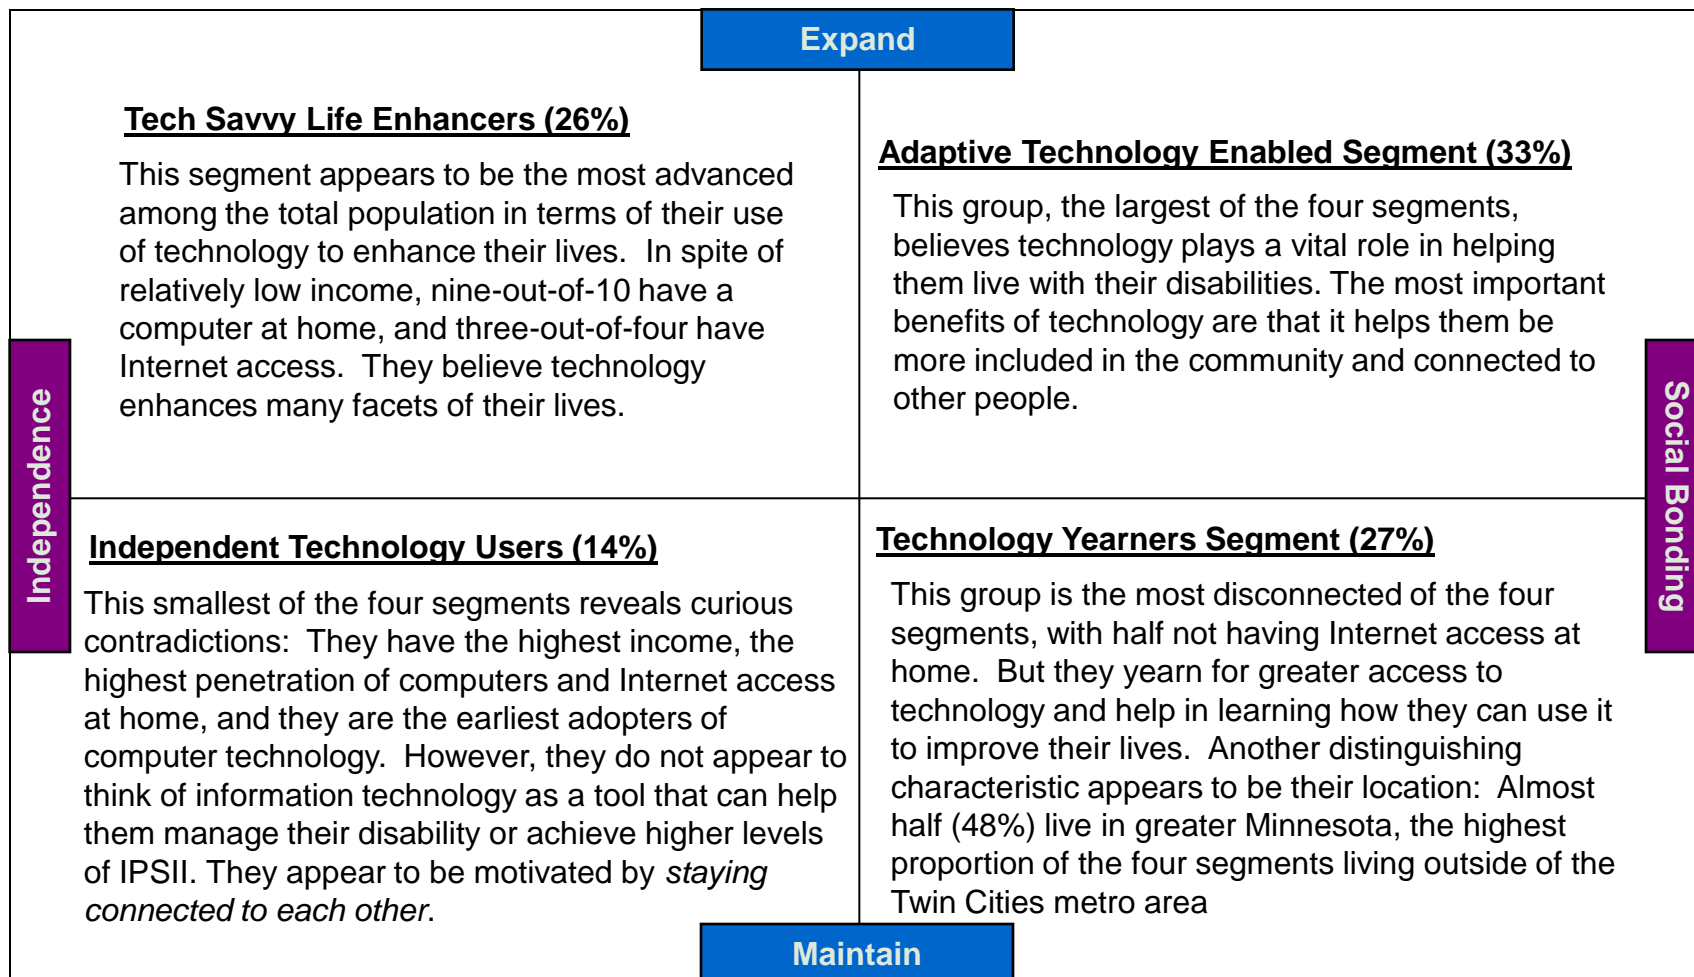 Expand
Tech Savvy Life Enhancers (26%)
This segment appears to be the most advanced
among the total population in terms of their use
of technology to enhance their lives.  In spite of
relatively low income, nine-out-of-10 have a
computer at home, and three-out-of-four have
Internet access.  They believe technology
enhances many facets of their lives.
Adaptive Technology Enabled Segment (33%)
This group, the largest of the four segments,
believes technology plays a vital role in helping
them live with their disabilities. The most important
benefits of technology are that it helps them be
more included in the community and connected to
other people.
Independence
Social Bonding
Independent Technology Users (14%)
This smallest of the four segments reveals curious
contradictions:  They have the highest income, the
highest penetration of computers and Internet access
at home, and they are the earliest adopters of
computer technology.  However, they do not appear to
think of information technology as a tool that can help
them manage their disability or achieve higher levels
of IPSII. They appear to be motivated by staying
connected to each other.
Technology Yearners Segment (27%)
This group is the most disconnected of the four
segments, with half not having Internet access at
home.  But they yearn for greater access to
technology and help in learning how they can use it
to improve their lives.  Another distinguishing
characteristic appears to be their location:  Almost
half (48%) live in greater Minnesota, the highest
proportion of the four segments living outside of the
Twin Cities metro area
Maintain